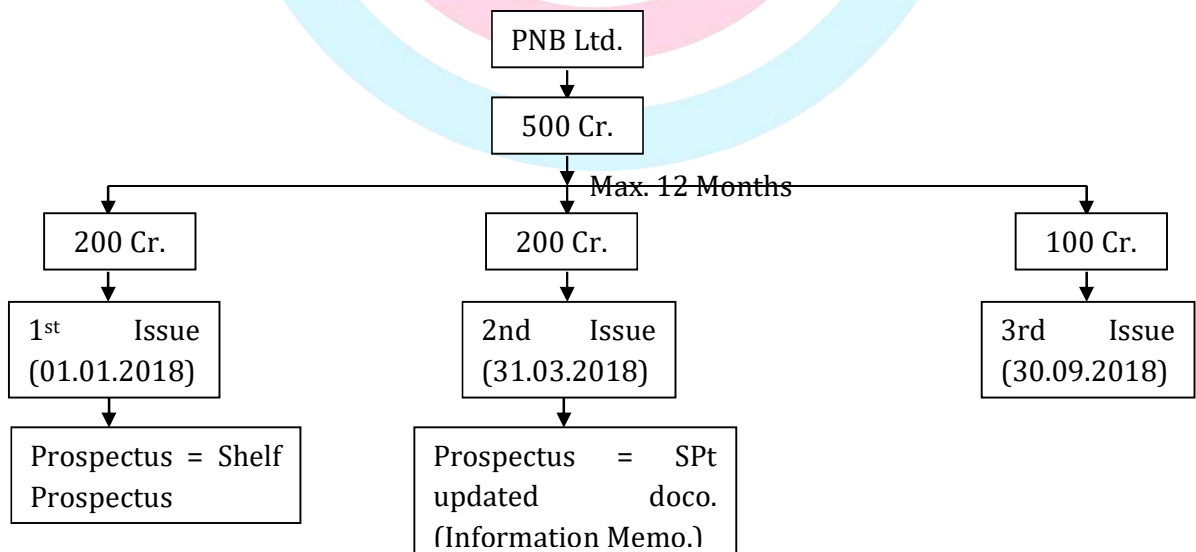 PNB Ltd.
500 Cr.
Max. 12 Months
200 Cr.
200 Cr.
100 Cr.
1st Issue
(01.01.2018)
2nd Issue
(31.03.2018)
3rd Issue
(30.09.2018)
Prospectus = Shelf
Prospectus
Prospectus = SPt
updated doco.
(Information Memo.)